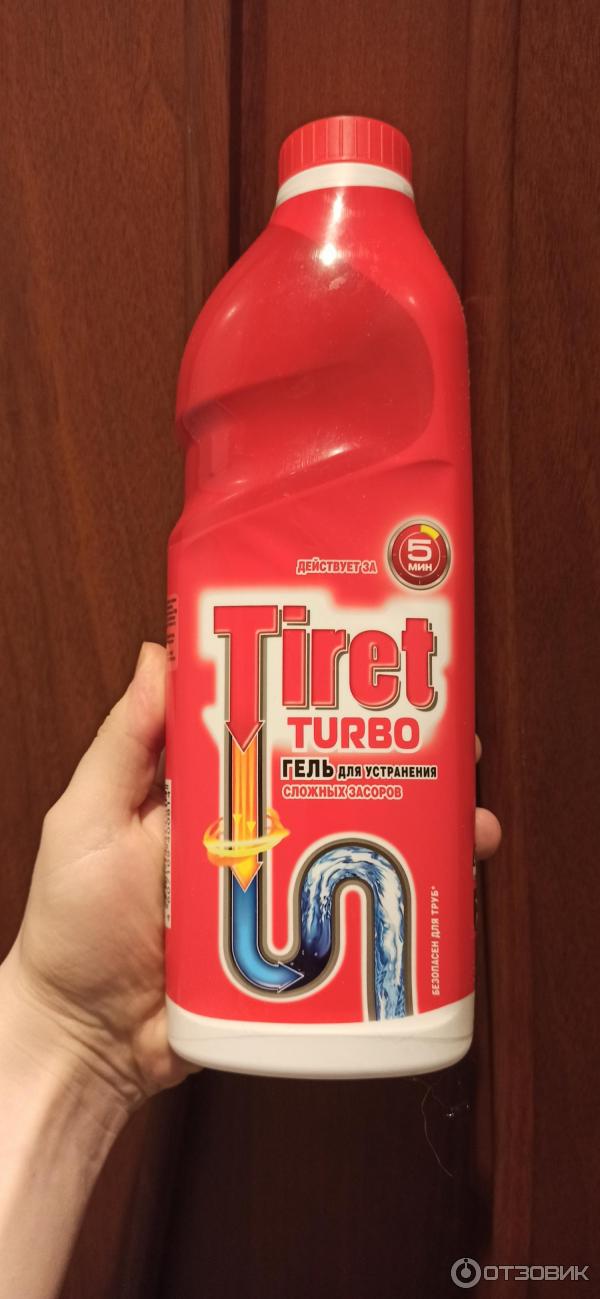 ДЕЙСТВУЕТ ЗА
5
МИН
Tiret
TURBO
ГЕЛЬ ДЛЯ УСТРАНЕНИЯ
СЛОЖНЫХ ЗАСОРОВ
БЕЗОПАСЕН ДЛЯ ТРУБ*
ОТЗОВИК